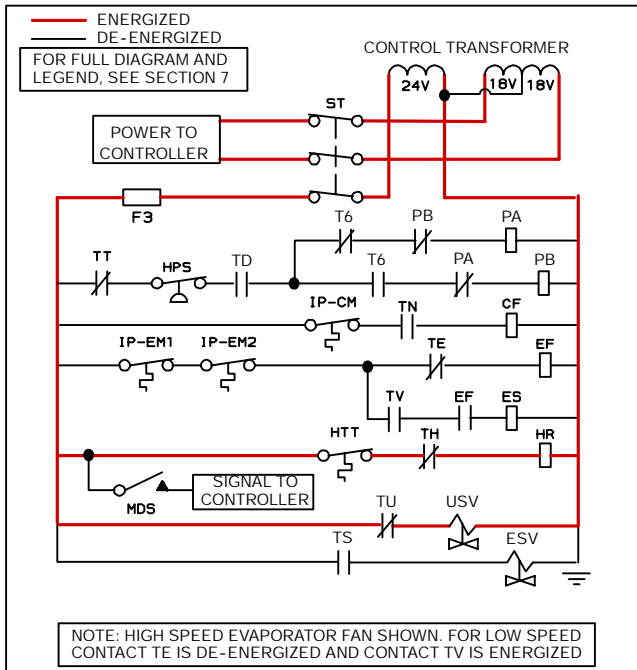 ENERGIZED
DE-ENERGIZED
FOR FULL DIAGRAM AND
LEGEND, SEE SECTION 7
CONTROL TRANSFORMER
24V
18V
18V
ST
POWER TO
CONTROLLER
F3
T6
PB
PA
TT
HPS
TD
T6
PA
PB
IP-CM
TN
CF
IP-EM1
IP-EM2
TE
EF
TV
EF
ES
HTT
TH
HR
MDS
SIGNAL TO
CONTROLLER
TU
USV
TS
ESV
NOTE: HIGH SPEED EVAPORATOR FAN SHOWN. FOR LOW SPEED
CONTACT TE IS DE-ENERGIZED AND CONTACT TV IS ENERGIZED